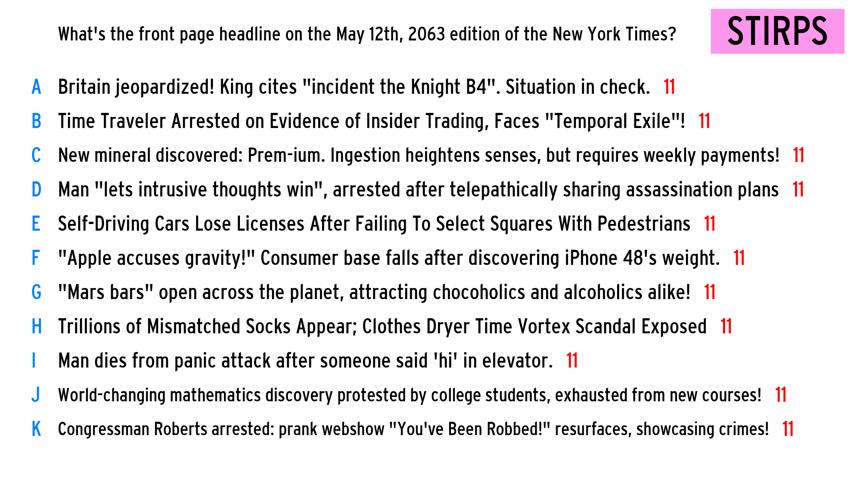 What's the front page headline on the May 12th, 2063 edition of the New York Times?
STIRPS
A Britain jeopardized! King cites "incident the Knight B4". Situation in check. 11
B Time Traveler Arrested on Evidence of Insider Trading, Faces "Temporal Exile"! 11
C New mineral discovered: Prem-ium. Ingestion heightens senses, but requires weekly payments! 11
D Man "lets intrusive thoughts win", arrested after telepathically sharing assassination plans 11
E Self-Driving Cars Lose Licenses After Failing To Select Squares With Pedestrians 11
F "Apple accuses gravity!" Consumer base falls after discovering iPhone 48's weight. 11
G "Mars bars" open across the planet, attracting chocoholics and alcoholics alike! 11
H Trillions of Mismatched Socks Appear; Clothes Dryer Time Vortex Scandal Exposed 11
I Man dies from panic attack after someone said 'hi' in elevator. 11
J World-changing mathematics discovery protested by college students, exhausted from new courses! 11
K Congressman Roberts arrested: prank webshow "You've Been Robbed!" resurfaces, showcasing crimes! 11